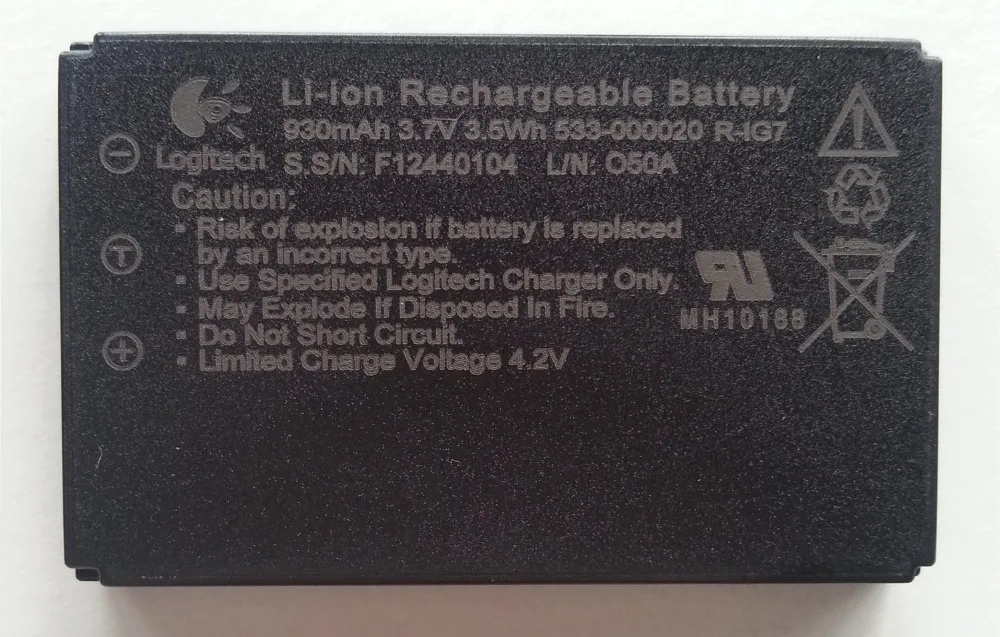 Li-Ion Rechargeable Battery
930mAh 3.7V 3.5Wh 533-000020 R-IG7
Logitech S.S/N: F12440104 L/N: O50A
Caution:
▪ Risk of explosion if battery is replaced
by an incorrect type.
▪ Use Specified Logitech Charger Only.
▪ May Explode If Disposed In Fire.
▪ Do Not Short Circuit.
▪ Limited Charge Voltage 4.2V
MH10188
T